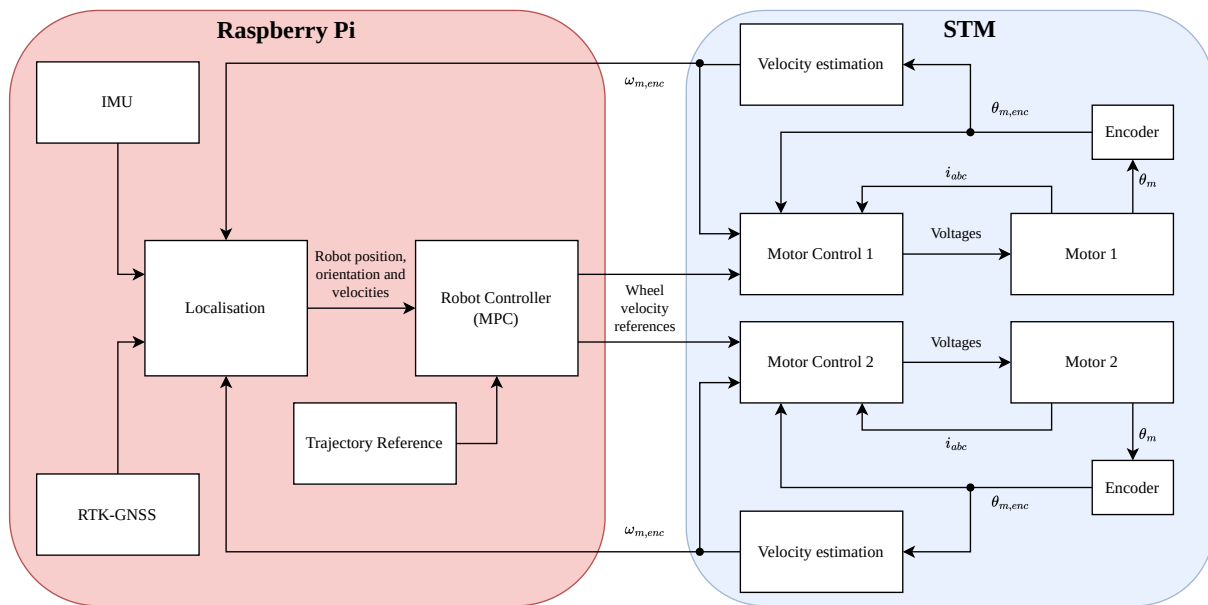 Raspberry Pi
STM
IMU
Velocity estimation
ω_{m,enc}
θ_{m,enc}
Encoder
θ_m
i_{abc}
Motor Control 1
Voltages
Motor 1
Localisation
Robot position,
orientation and
velocities
Robot Controller
(MPC)
Wheel
velocity
references
Motor Control 2
Voltages
Motor 2
Trajectory Reference
i_{abc}
θ_m
Encoder
RTK-GNSS
θ_{m,enc}
ω_{m,enc}
Velocity estimation